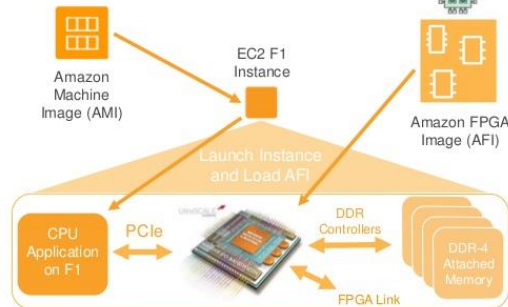 Amazon
Machine
Image (AMI)
EC2 F1
Instance
Amazon FPGA
Image (AFI)
Launch Instance
and Load AFI
CPU
Application
on F1
PCIe
DDR
Controllers
DDR-4
Attached
Memory
FPGA Link